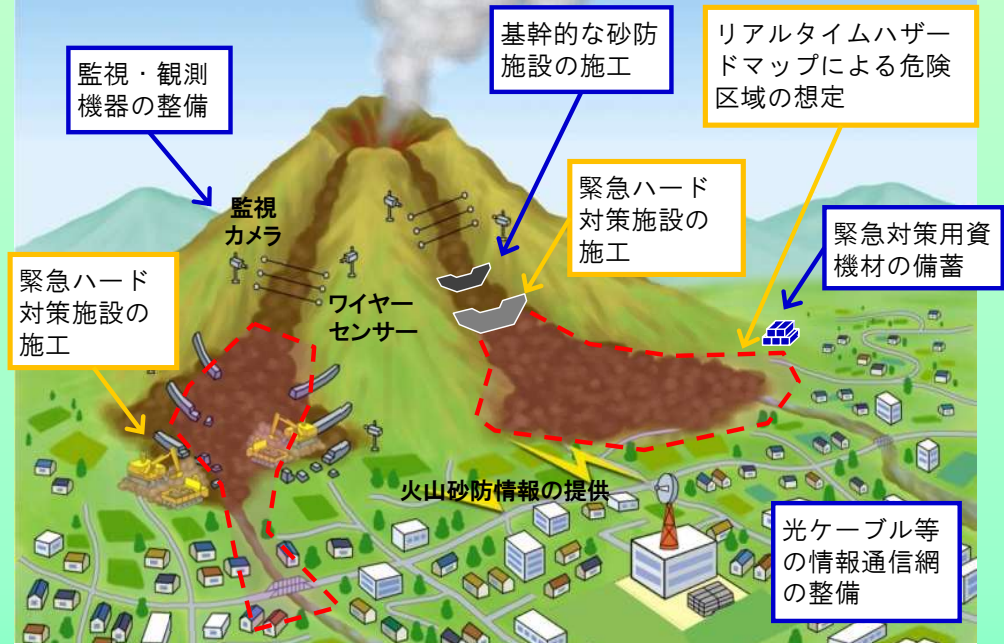 監視・観測
機器の整備
基幹的な砂防
施設の施工
リアルタイムハザー
ドマップによる危険
区域の想定
緊急ハード
対策施設の
施工
監視
カメラ
緊急対策用資
機材の備蓄
緊急ハード
対策施設の
施工
ワイヤー
センサー
火山砂防情報の提供
光ケーブル等
の情報通信網
の整備